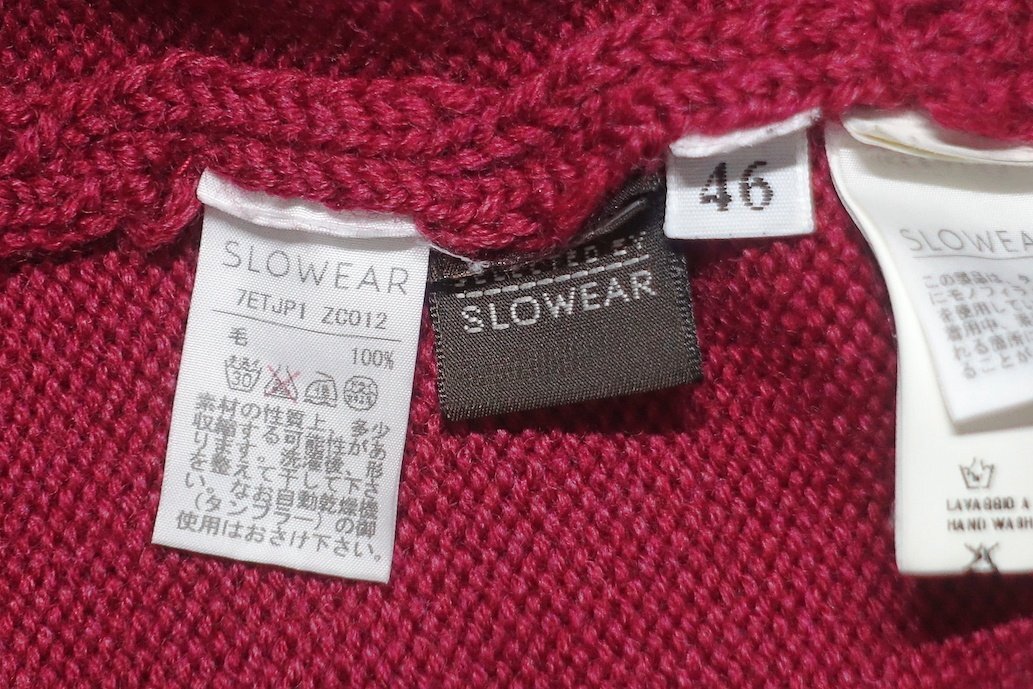 SLOWEAR
7ETJP1 ZC012
毛
100%
30
素材の性質上、多少
収縮する可能性があ
ります。洗濯後、形
を整えて干して下さ
い。なお自動乾燥機
(タンブラー)の御
使用はおさけ下さい。
SELECTED BY
SLOWEAR
46
SLOWEA
この製品は、
LAVAGGIO A
HAND WAS